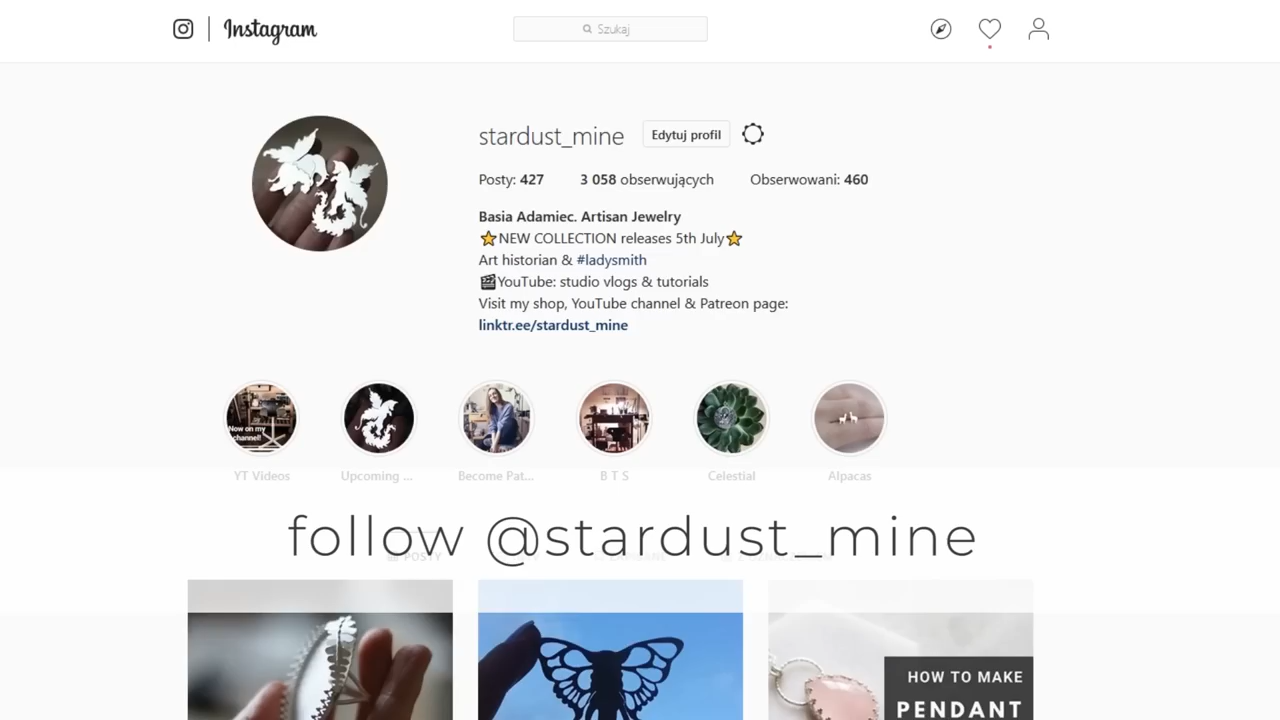 Instagram
Szukaj
stardust_mine
Edytuj profil
Posty: 427
3 058 obserwujących
Obserwowani: 460
Basia Adamiec. Artisan Jewelry
⭐NEW COLLECTION releases 5th July⭐
Art historian & #ladysmith
🎬YouTube: studio vlogs & tutorials
Visit my shop, YouTube channel & Patreon page:
linktr.ee/stardust_mine
Now on my
channel!
YT Videos
Upcoming ...
Become Pat...
B T S
Celestial
Alpacas
follow @stardust_mine
POSTY
HOW TO MAKE
PENDANT